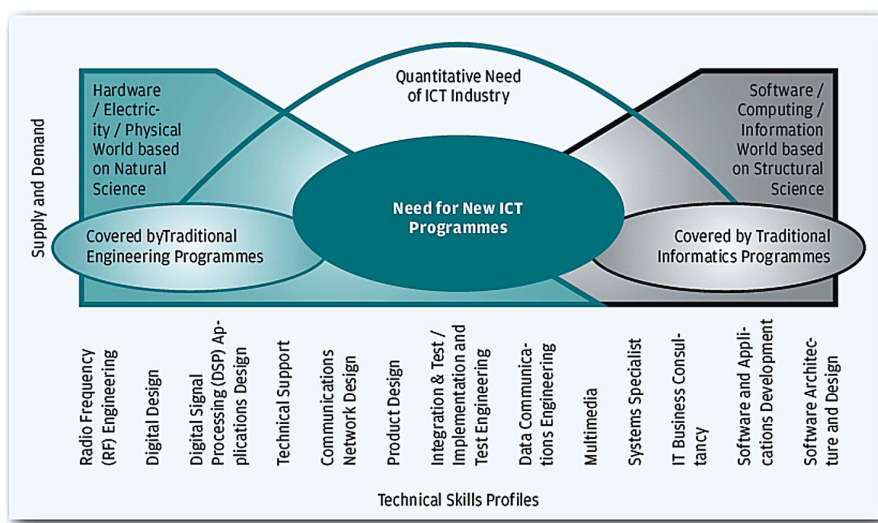 Quantitative Need
of ICT Industry
Hardware
/ Electric-
ity / Physical
World based
on Natural
Science
Software /
Computing /
Information
World based
on Structural
Science
Supply and Demand
Need for New ICT
Programmes
Covered byTraditional
Engineering Programmes
Covered by Traditional
Informatics Programmes
Radio Frequency
(RF) Engineering
Digital Design
Digital Signal
Processing (DSP) Ap-
plications Design
Technical Support
Communications
Network Design
Product Design
Integration & Test /
Implementation and
Test Engineering
Data Communica-
tions Engineering
Multimedia
Systems Specialist
IT Business Consul-
tancy
Software and Appli-
cations Development
Software Architec-
ture and Design
Technical Skills Profiles